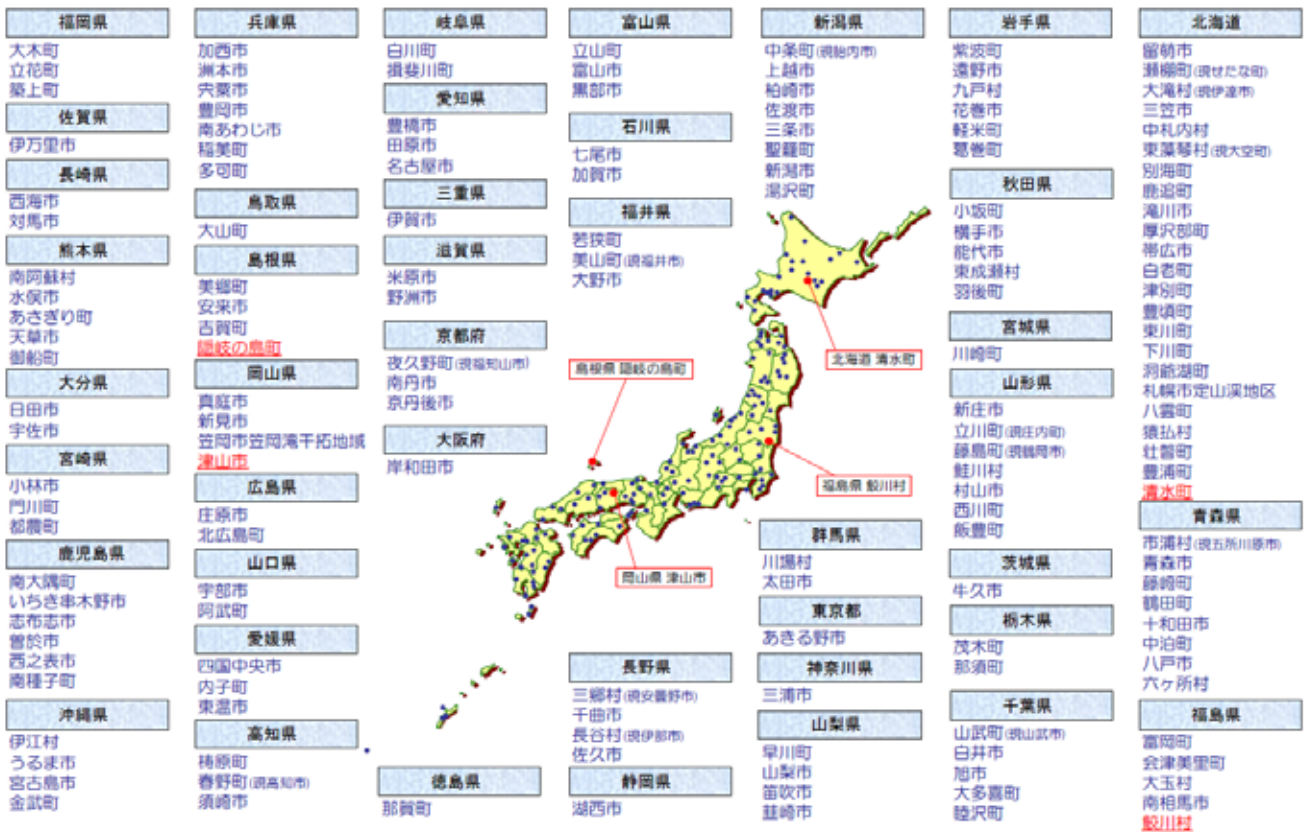 福岡県
大木町
立花町
築上町
佐賀県
伊万里市
長崎県
西海市
対馬市
熊本県
南阿蘇村
水俣市
あさぎり町
天草市
御船町
大分県
日田市
宇佐市
宮崎県
小林市
門川町
都農町
鹿児島県
南大隅町
いちき串木野市
志布志市
曽於市
西之表市
南種子町
沖縄県
伊江村
うるま市
宮古島市
金武町
兵庫県
加西市
洲本市
宍粟市
豊岡市
南あわじ市
稲美町
多可町
鳥取県
大山町
島根県
美郷町
安来市
吉賀町
隠岐の島町
岡山県
真庭市
新見市
笠岡市笠岡湾干拓地域
津山市
広島県
庄原市
北広島町
山口県
宇部市
阿武町
愛媛県
四国中央市
内子町
東温市
高知県
梼原町
春野町(現高知市)
須崎市
岐阜県
白川町
揖斐川町
愛知県
豊橋市
田原市
名古屋市
三重県
伊賀市
滋賀県
米原市
野洲市
京都府
夜久野町(現福知山市)
南丹市
京丹後市
大阪府
岸和田市
徳島県
那賀町
富山県
立山町
富山市
黒部市
石川県
七尾市
加賀市
福井県
若狭町
美山町(現福井市)
大野市
島根県 隠岐の島町
北海道 清水町
福島県 鮫川村
岡山県 津山市
長野県
三郷村(現安曇野市)
千曲市
長谷村(現伊那市)
佐久市
静岡県
湖西市
新潟県
中条町(現胎内市)
上越市
柏崎市
佐渡市
三条市
聖籠町
新潟市
湯沢町
群馬県
川場村
太田市
東京都
あきる野市
神奈川県
三浦市
山梨県
早川町
山梨市
笛吹市
韮崎市
岩手県
紫波町
遠野市
九戸村
花巻市
軽米町
葛巻町
秋田県
小坂町
横手市
能代市
東成瀬村
羽後町
宮城県
川崎町
山形県
新庄市
立川町(現庄内町)
藤島町(現鶴岡市)
鮭川村
村山市
西川町
飯豊町
茨城県
牛久市
栃木県
茂木町
那須町
千葉県
山武町(現山武市)
白井市
旭市
大多喜町
睦沢町
北海道
留萌市
瀬棚町(現せたな町)
大滝村(現伊達市)
三笠市
中札内村
東藻琴村(現大空町)
別海町
鹿追町
滝川市
厚沢部町
帯広市
白老町
津別町
豊頃町
東川町
下川町
洞爺湖町
札幌市定山渓地区
八雲町
猿払村
壮瞥町
豊浦町
清水町
青森県
市浦村(現五所川原市)
青森市
藤崎町
鶴田町
十和田市
中泊町
八戸市
六ヶ所村
福島県
富岡町
会津美里町
大玉村
南相馬市
鮫川村